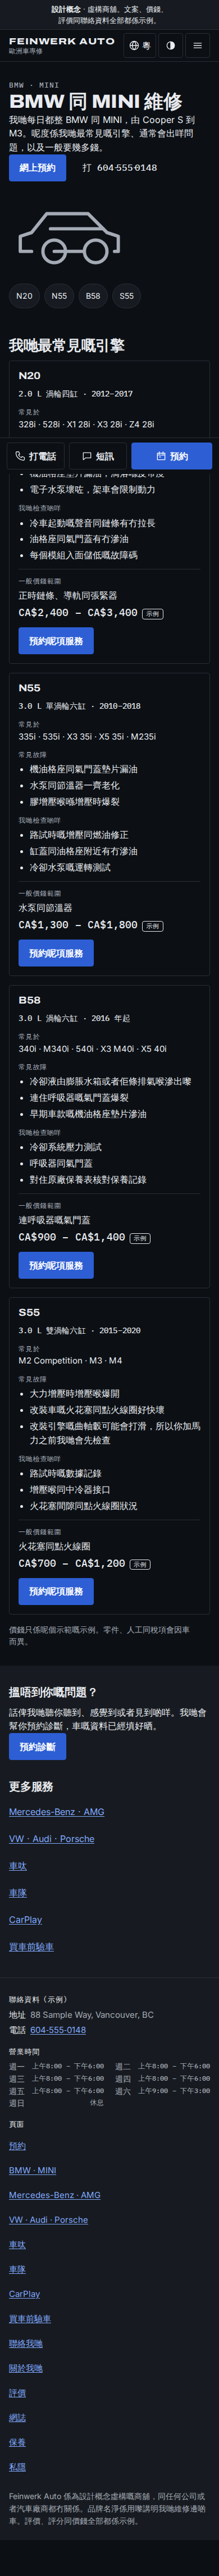 設計概念 · 虛構商舖。文案、價錢、
評價同聯絡資料全部都係示例。
FEINWERK AUTO
歐洲車專修
粵
BMW · MINI
BMW 同 MINI 維修
我哋每日都整 BMW 同 MINI，由 Cooper S 到
M3。呢度係我哋最常見嘅引擎、通常會出咩問
題，以及一般要幾多錢。
網上預約
打 604-555-0148
N20
N55
B58
S55
我哋最常見嘅引擎
N20
2.0 L 渦輪四缸 · 2012–2017
常見於
328i · 528i · X1 28i · X3 28i · Z4 28i
打電話
短訊
預約
電子水泵壞咗，架車會限制動力
我哋檢查啲咩
冷車起動嘅聲音同鏈條有冇拉長
油格座同氣門蓋有冇滲油
每個模組入面儲低嘅故障碼
一般價錢範圍
正時鏈條、導軌同張緊器
CA$2,400 – CA$3,400 示例
預約呢項服務
N55
3.0 L 單渦輪六缸 · 2010–2018
常見於
335i · 535i · X3 35i · X5 35i · M235i
常見故障
機油格座同氣門蓋墊片漏油
水泵同節溫器一齊老化
膠增壓喉喺增壓時爆裂
我哋檢查啲咩
路試時嘅增壓同燃油修正
缸蓋同油格座附近有冇滲油
冷卻水泵嘅運轉測試
一般價錢範圍
水泵同節溫器
CA$1,300 – CA$1,800 示例
預約呢項服務
B58
3.0 L 渦輪六缸 · 2016 年起
常見於
340i · M340i · 540i · X3 M40i · X5 40i
常見故障
冷卻液由膨脹水箱或者佢條排氣喉滲出嚟
連住呼吸器嘅氣門蓋爆裂
早期車款嘅機油格座墊片滲油
我哋檢查啲咩
冷卻系統壓力測試
呼吸器同氣門蓋
對住原廠保養表核對保養記錄
一般價錢範圍
連呼吸器嘅氣門蓋
CA$900 – CA$1,400 示例
預約呢項服務
S55
3.0 L 雙渦輪六缸 · 2015–2020
常見於
M2 Competition · M3 · M4
常見故障
大力增壓時增壓喉爆開
改裝車嘅火花塞同點火線圈好快壞
改裝引擎嘅曲軸轂可能會打滑，所以你加馬
力之前我哋會先檢查
我哋檢查啲咩
路試時嘅數據記錄
增壓喉同中冷器接口
火花塞間隙同點火線圈狀況
一般價錢範圍
火花塞同點火線圈
CA$700 – CA$1,200 示例
預約呢項服務
價錢只係呢個示範嘅示例。零件、人工同稅項會因車
而異。
搵唔到你嘅問題？
話俾我哋聽你聽到、感覺到或者見到啲咩。我哋會
幫你預約診斷，車嘅資料已經填好晒。
預約診斷
更多服務
Mercedes-Benz · AMG
VW · Audi · Porsche
車呔
車隊
CarPlay
買車前驗車
聯絡資料（示例）
地址 88 Sample Way, Vancouver, BC
電話 604-555-0148
營業時間
週一 上午8:00 – 下午6:00 週二 上午8:00 – 下午6:00
週三 上午8:00 – 下午6:00 週四 上午8:00 – 下午6:00
週五 上午8:00 – 下午6:00 週六 上午9:00 – 下午3:00
週日 休息
頁面
預約
BMW · MINI
Mercedes-Benz · AMG
VW · Audi · Porsche
車呔
車隊
CarPlay
買車前驗車
聯絡我哋
關於我哋
評價
網誌
保養
私隱
Feinwerk Auto 係為設計概念虛構嘅商舖，同任何公司或
者汽車廠商都冇關係。品牌名淨係用嚟講明我哋維修邊啲
車。評價、評分同價錢全部都係示例。